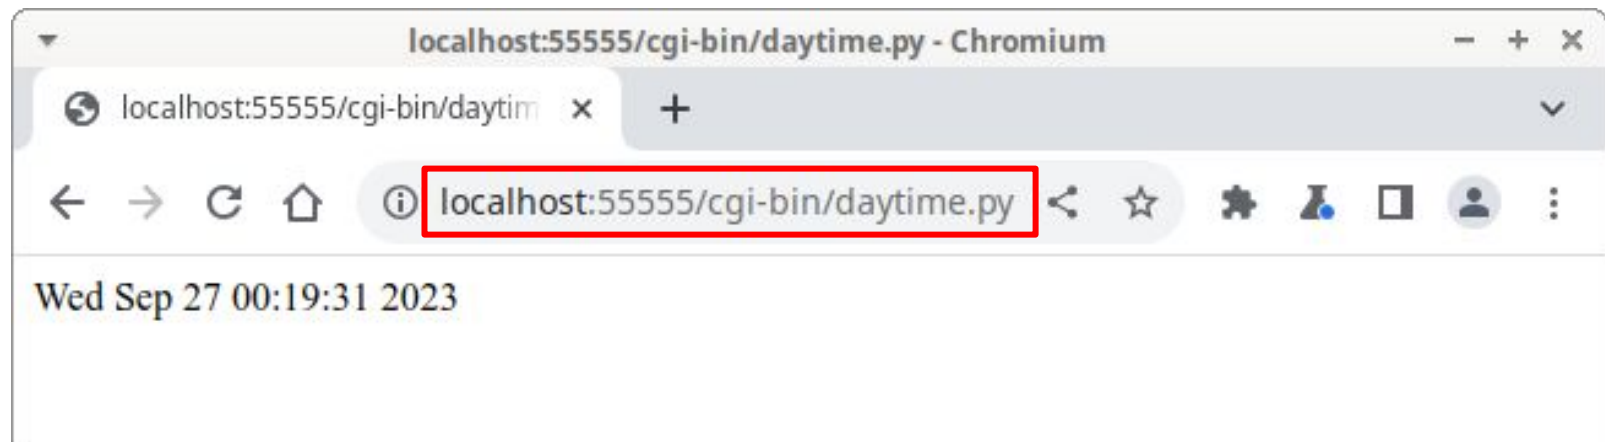 localhost:55555/cgi-bin/daytime.py - Chromium
localhost:55555/cgi-bin/daytim
localhost:55555/cgi-bin/daytime.py
Wed Sep 27 00:19:31 2023